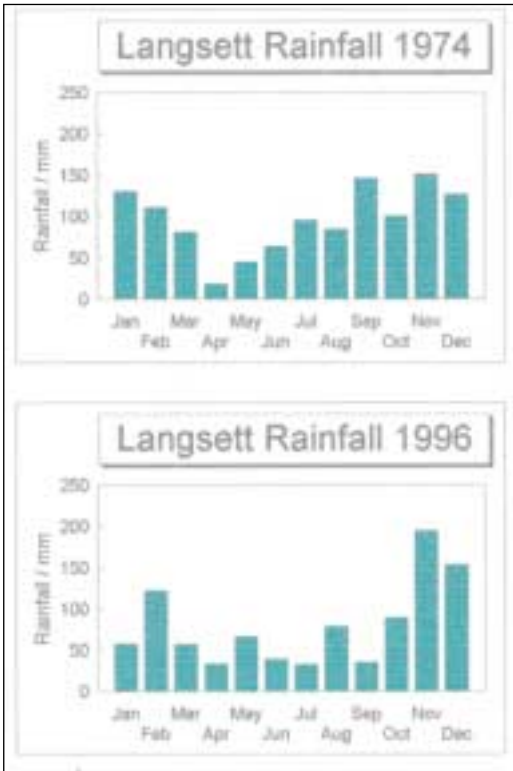 Langsett Rainfall 1974
250
200
150
100
50
0
Rainfall / mm
Jan Mar May Jul Sep Nov
Feb Apr Jun Aug Oct Dec
Langsett Rainfall 1996
250
200
150
100
50
0
Rainfall / mm
Jan Mar May Jul Sep Nov
Feb Apr Jun Aug Oct Dec